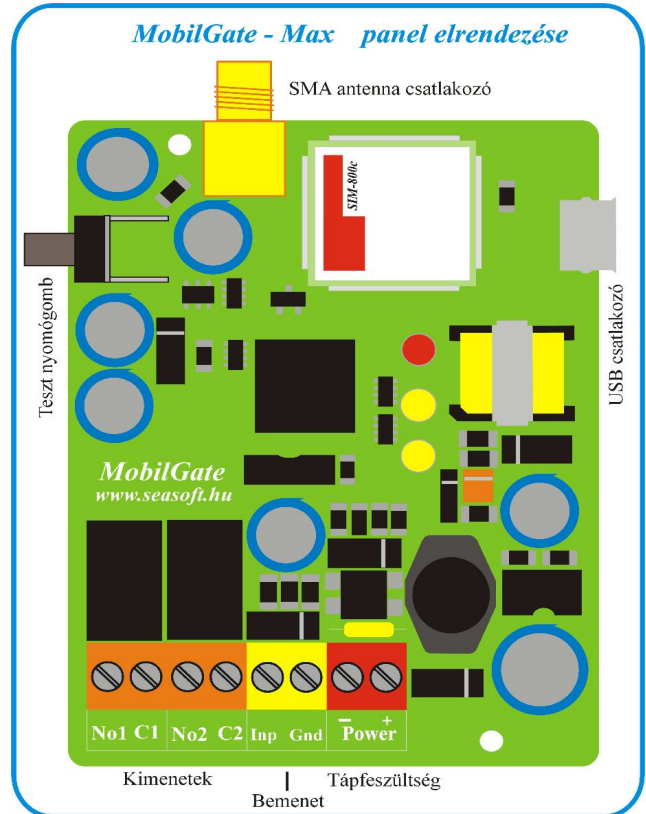 MobilGate - Max panel elrendezése
SMA antenna csatlakozó
SIM-800c
Teszt nyomógomb
USB csatlakozó
MobilGate
www.seasoft.hu
No1 C1 No2 C2 Inp Gnd - Power +
Kimenetek | Tápfeszültség
Bemenet